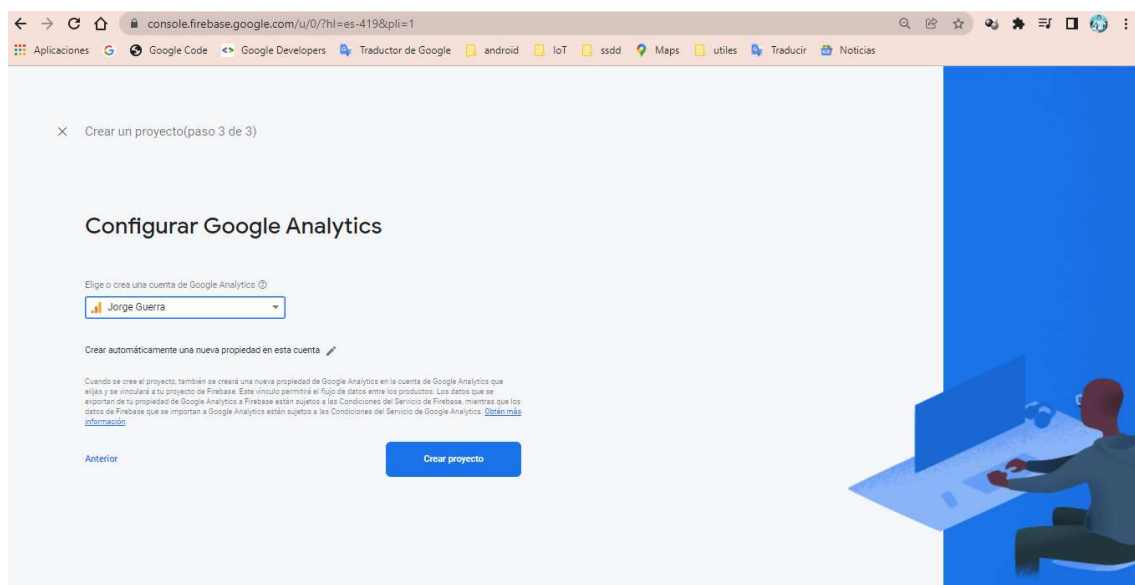 console.firebase.google.com/u/0/?hl=es-419&pli=1
Aplicaciones Google Code Google Developers Traductor de Google android IoT ssdd Maps utiles Traducir Noticias
Crear un proyecto(paso 3 de 3)
Configurar Google Analytics
Elige o crea una cuenta de Google Analytics
Jorge Guerra
Crear automáticamente una nueva propiedad en esta cuenta
Cuando se cree el proyecto, también se creará una nueva propiedad de Google Analytics en la cuenta de Google Analytics que
elijas y se vinculará a tu proyecto de Firebase. Este vínculo permitirá el flujo de datos entre los productos. Los datos que se
exportan de tu propiedad de Google Analytics a Firebase están sujetos a las Condiciones del Servicio de Firebase, mientras que los
datos de Firebase que se importan a Google Analytics están sujetos a las Condiciones del Servicio de Google Analytics. Obtén más
información.
Anterior Crear proyecto